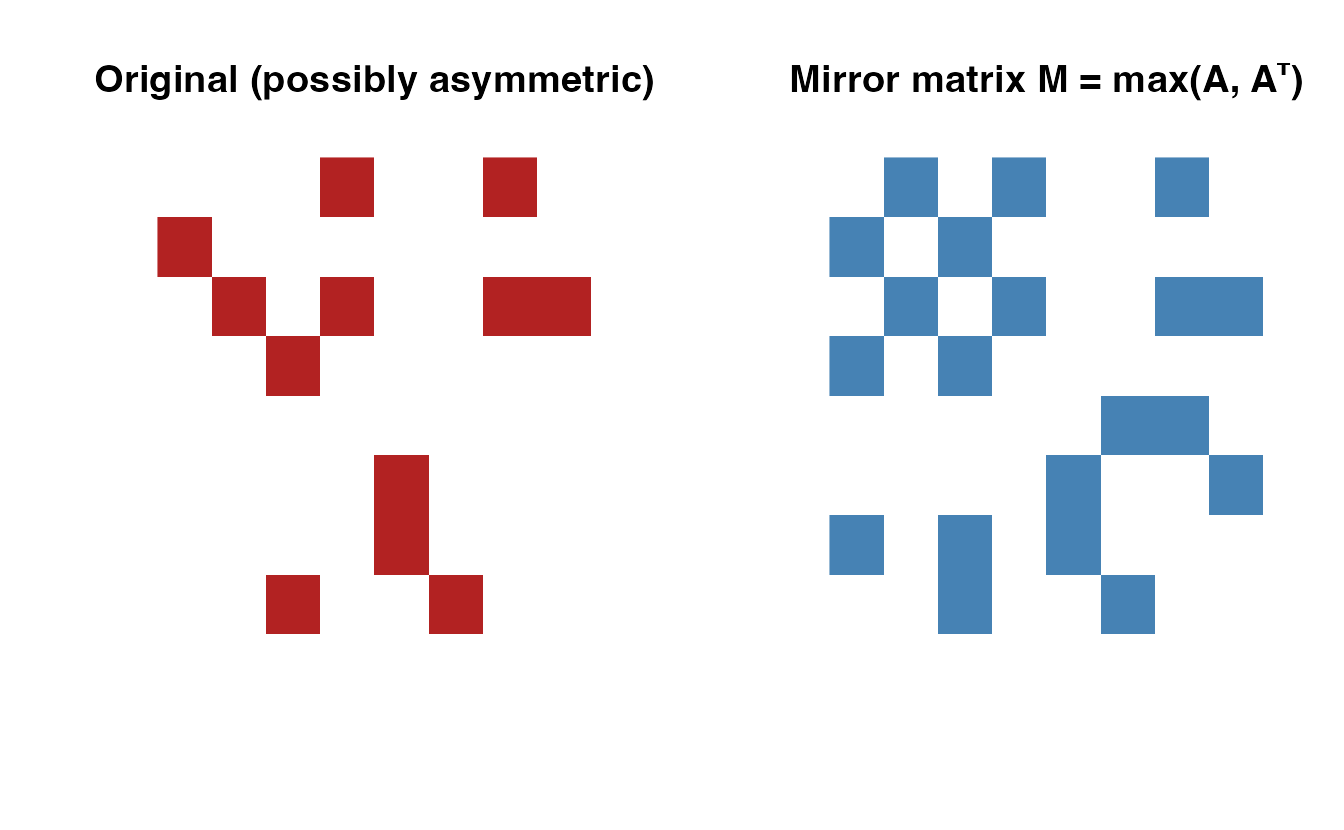 Original (possibly asymmetric)
Mirror matrix M = max(A, Aᵀ)